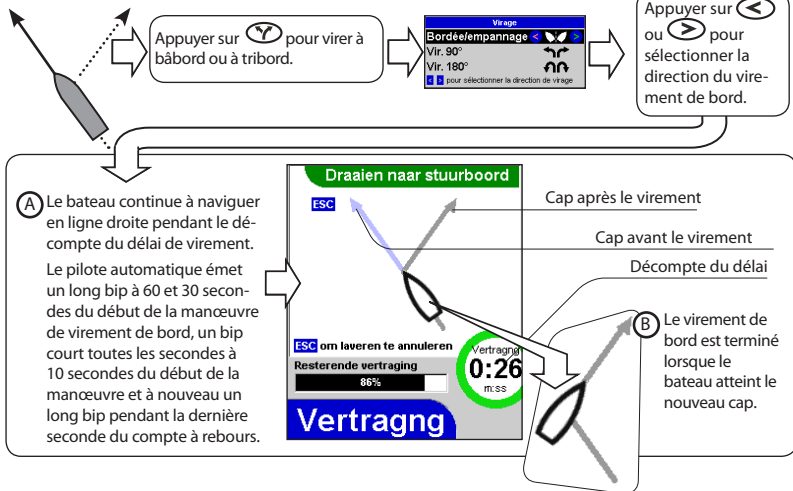 Appuyer sur pour virer à
bâbord ou à tribord.
Virage
Bordée/empannage < >
Vir. 90°
Vir. 180°
< > pour sélectionner la direction de virage
Appuyer sur <
ou > pour
sélectionner la
direction du vire-
ment de bord.
A Le bateau continue à naviguer
en ligne droite pendant le dé-
compte du délai de virement.
Le pilote automatique émet
un long bip à 60 et 30 secon-
des du début de la manœuvre
de virement de bord, un bip
court toutes les secondes à
10 secondes du début de la
manœuvre et à nouveau un
long bip pendant la dernière
seconde du compte à rebours.
Draaien naar stuurboord
ESC
ESC om laveren te annuleren
Resterende vertraging
86%
Vertragng
0:26
m:ss
Vertragng
Cap après le virement
Cap avant le virement
Décompte du délai
B Le virement de
bord est terminé
lorsque le
bateau atteint le
nouveau cap.